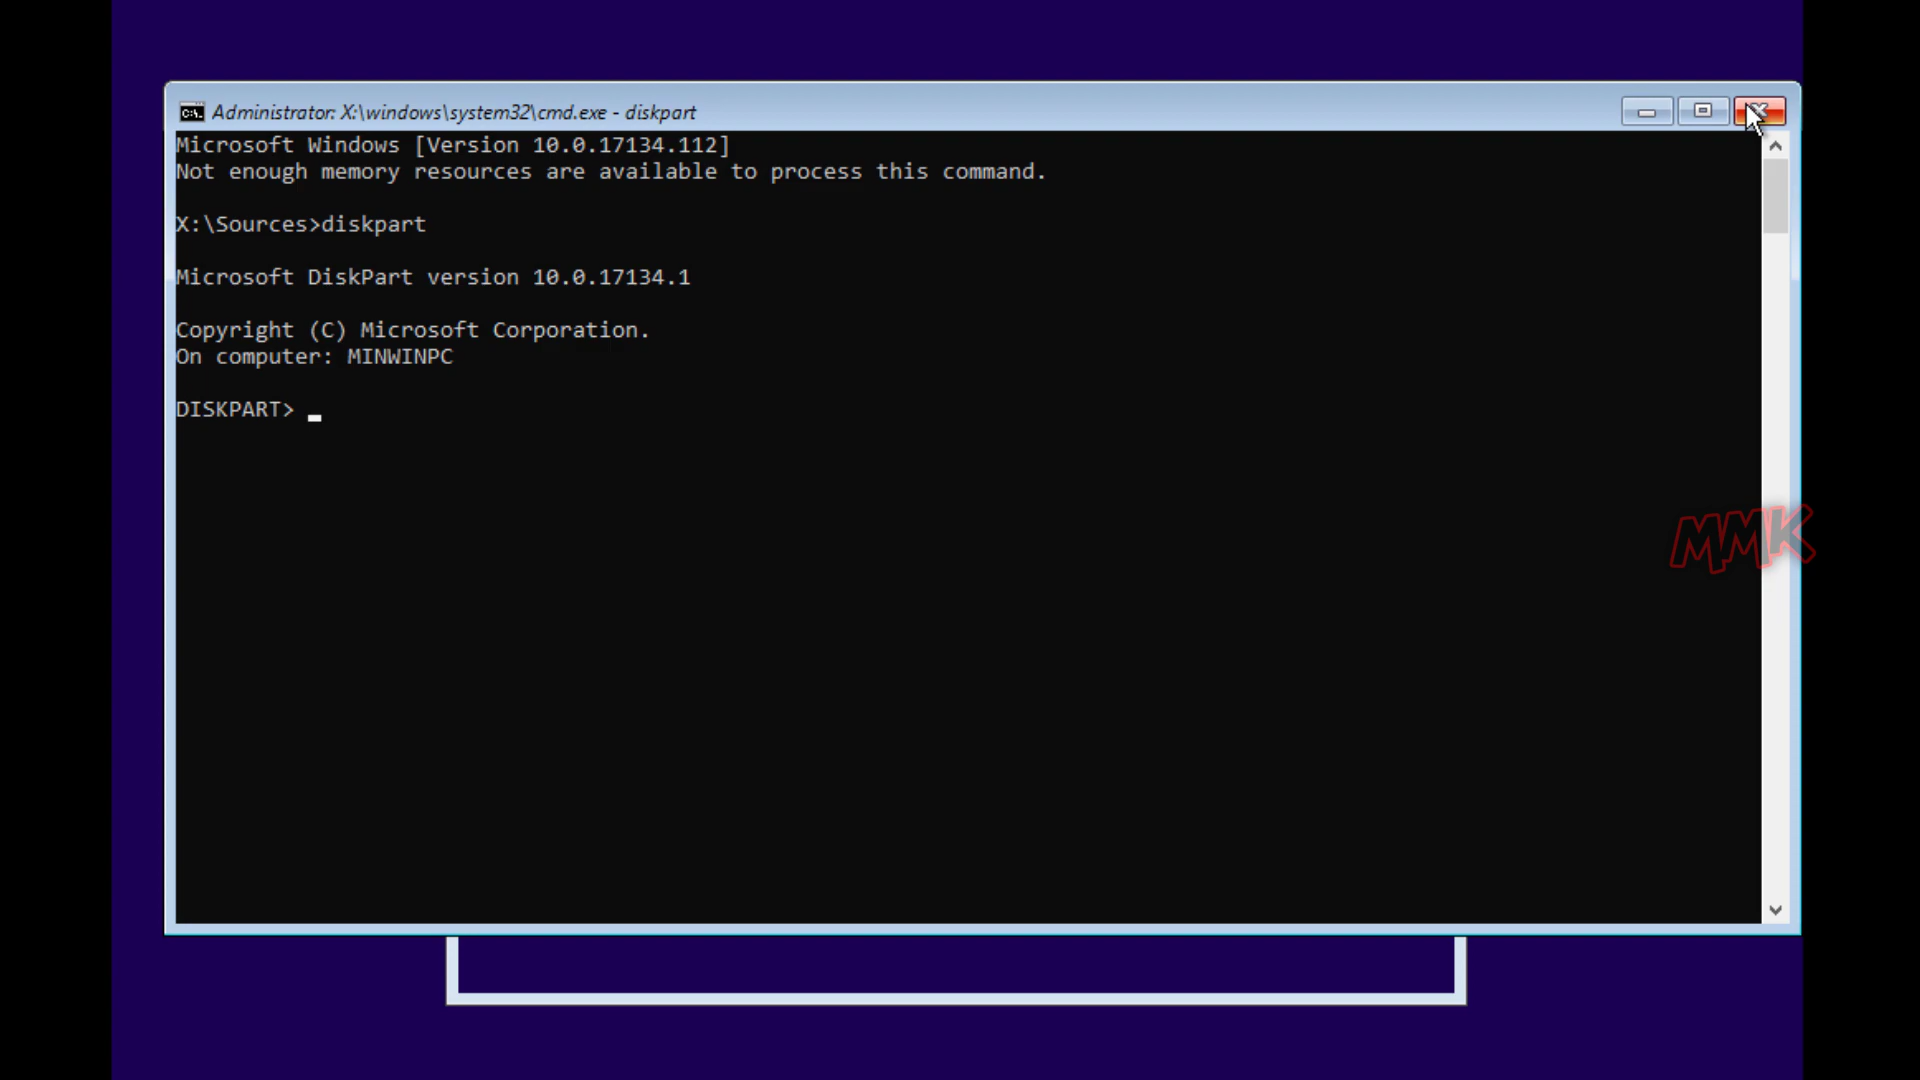 Administrator: X:\windows\system32\cmd.exe - diskpart
Microsoft Windows [Version 10.0.17134.112]
Not enough memory resources are available to process this command.
X:\Sources>diskpart
Microsoft DiskPart version 10.0.17134.1
Copyright (C) Microsoft Corporation.
On computer: MINWINPC
DISKPART> _
MMK